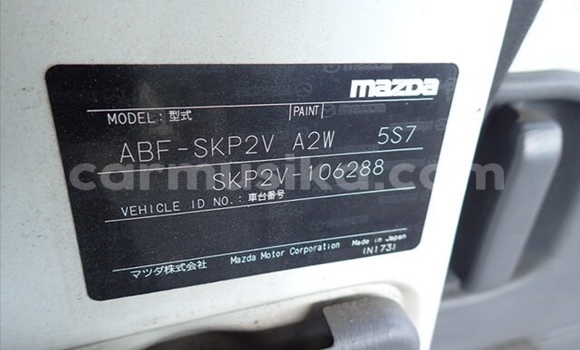 mazda
MODEL: 型式 PAINT
ABF-SKP2V A2W 5S7
SKP2V-106288
VEHICLE ID NO.: 車台番号
carmusika.com
マツダ株式会社 Mazda Motor Corporation Made in Japan
(N173)